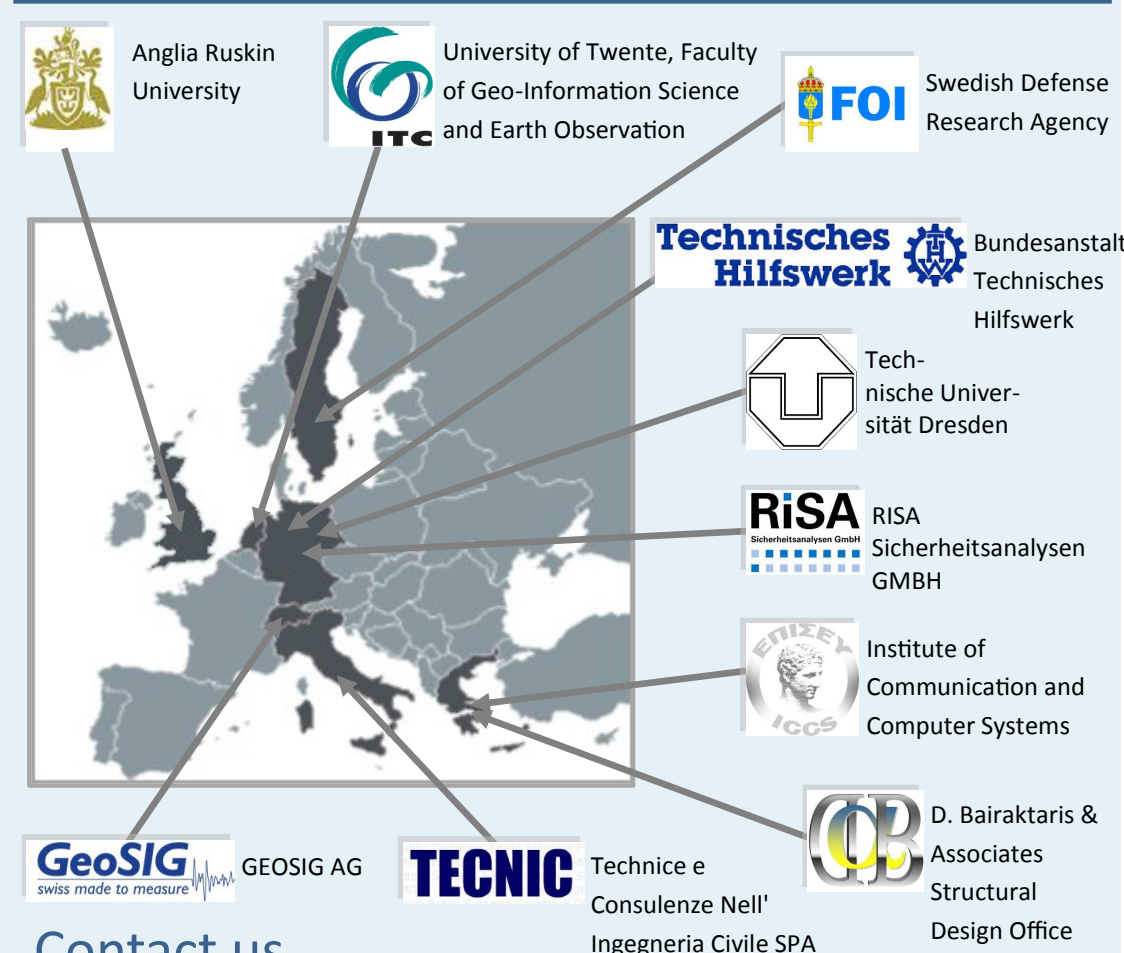 Anglia Ruskin
University
ITC
University of Twente, Faculty
of Geo-Information Science
and Earth Observation
FOI
Swedish Defense
Research Agency
Technisches
Hilfswerk
THW
Bundesanstalt
Technisches
Hilfswerk
Tech-
nische Univer-
sität Dresden
RiSA
Sicherheitsanalysen GmbH
RISA
Sicherheitsanalysen
GMBH
ΕΠΙΣΕΥ
ICCS
Institute of
Communication and
Computer Systems
D. Bairaktaris &
Associates
Structural
Design Office
GeoSIG
swiss made to measure
GEOSIG AG
TECNIC
Technice e
Consulenze Nell'
Ingegneria Civile SPA
Contact us